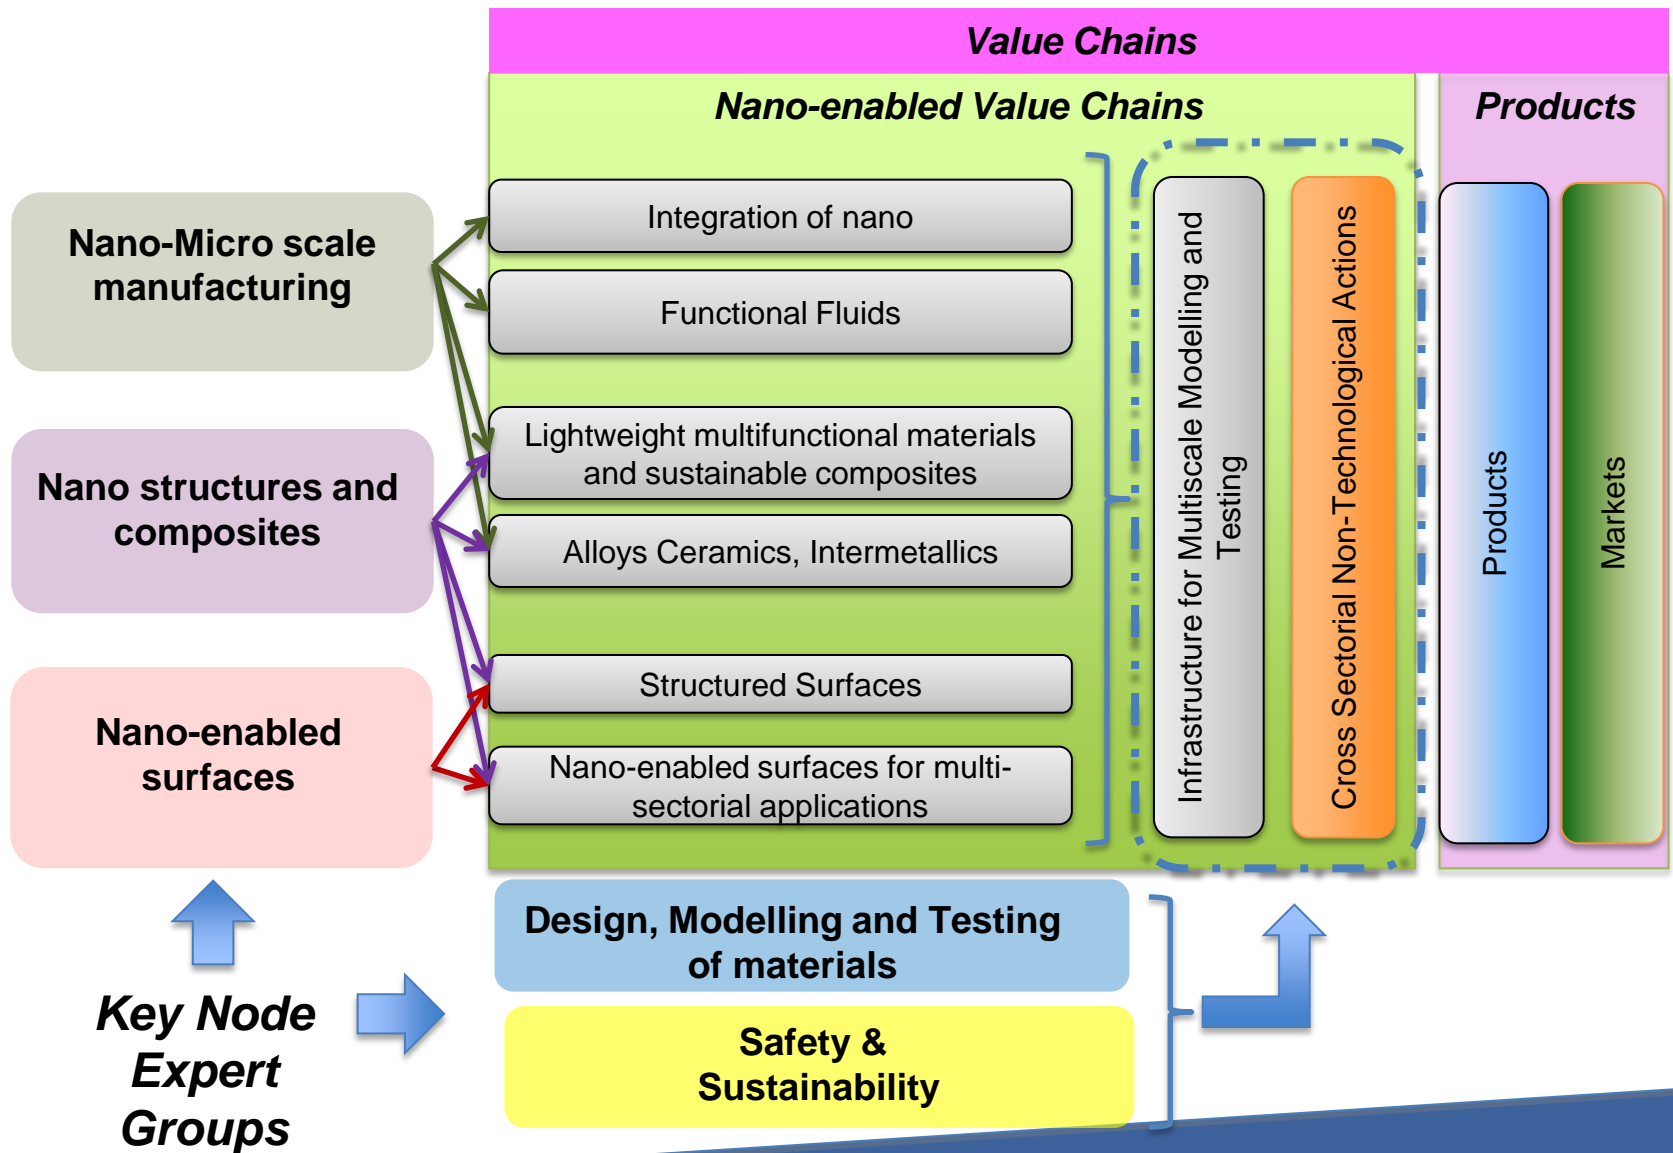 Value Chains
Nano-enabled Value Chains
Products
Nano-Micro scale
manufacturing
Nano structures and
composites
Nano-enabled
surfaces
Integration of nano
Functional Fluids
Lightweight multifunctional materials
and sustainable composites
Alloys Ceramics, Intermetallics
Structured Surfaces
Nano-enabled surfaces for multi-
sectorial applications
Infrastructure for Multiscale Modelling and
Testing
Cross Sectorial Non-Technological Actions
Products
Markets
Key Node
Expert
Groups
Design, Modelling and Testing
of materials
Safety &
Sustainability